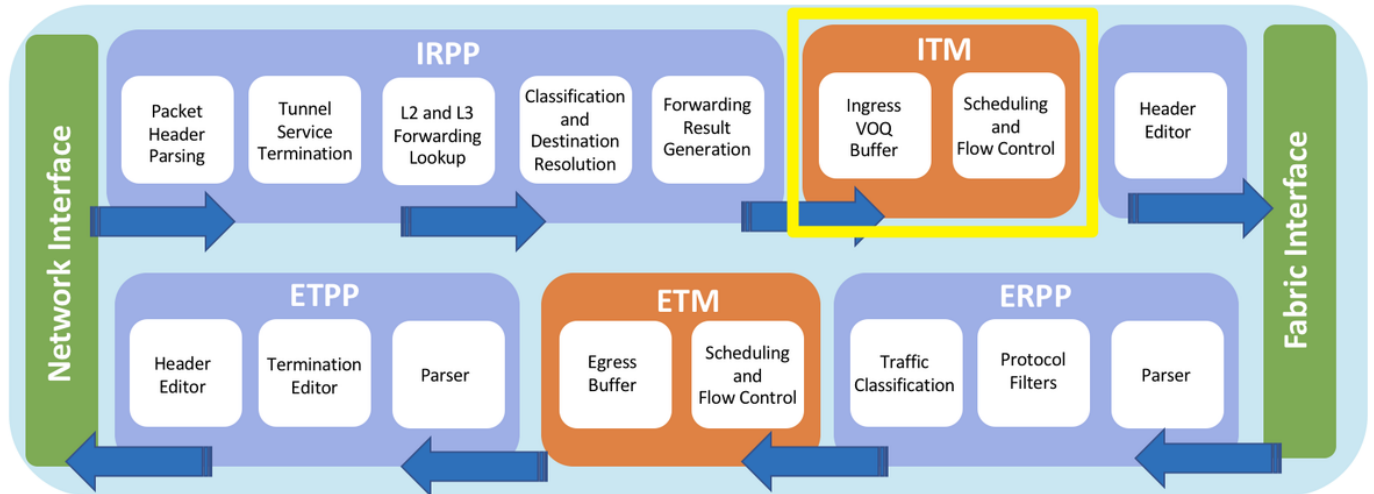 Network Interface
IRPP
Packet
Header
Parsing
Tunnel
Service
Termination
L2 and L3
Forwarding
Lookup
Classification
and
Destination
Resolution
Forwarding
Result
Generation
ITM
Ingress
VOQ
Buffer
Scheduling
and
Flow Control
Header
Editor
Fabric Interface
ETPP
Header
Editor
Termination
Editor
Parser
ETM
Egress
Buffer
Scheduling
and
Flow Control
ERPP
Traffic
Classification
Protocol
Filters
Parser